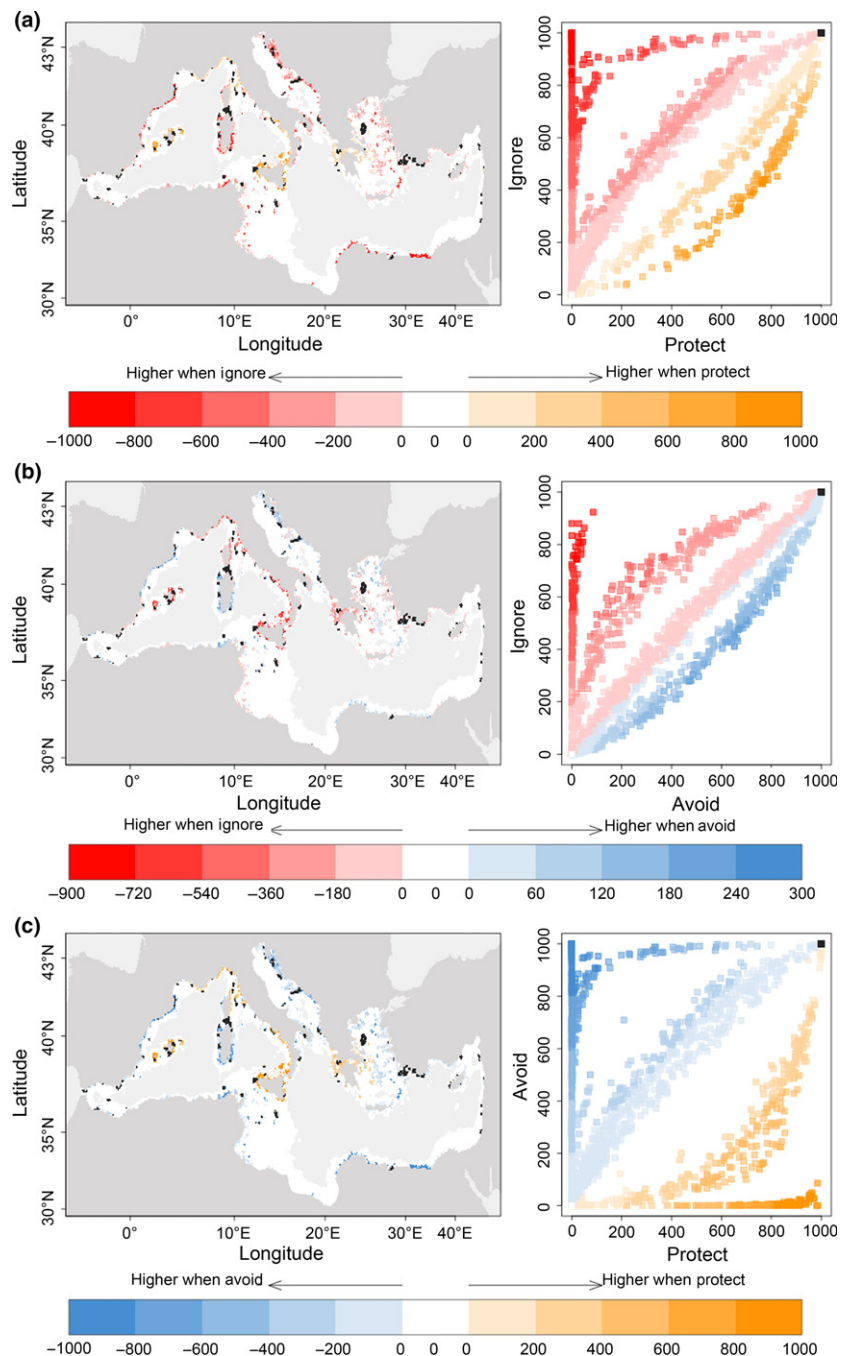 (a)
43°N
40°N
35°N
30°N
Latitude
0°
10°E
20°E
30°E
40°E
Longitude
1000
800
600
400
200
0
Ignore
0
200
400
600
800
1000
Protect
Higher when ignore
Higher when protect
–1000 –800 –600 –400 –200 0 0 0 200 400 600 800 1000
(b)
43°N
40°N
35°N
30°N
Latitude
0°
10°E
20°E
30°E
40°E
Longitude
1000
800
600
400
200
0
Ignore
0
200
400
600
800
1000
Avoid
Higher when ignore
Higher when avoid
–900 –720 –540 –360 –180 0 0 0 60 120 180 240 300
(c)
43°N
40°N
35°N
30°N
Latitude
0°
10°E
20°E
30°E
40°E
Longitude
1000
800
600
400
200
0
Avoid
0
200
400
600
800
1000
Protect
Higher when avoid
Higher when protect
–1000 –800 –600 –400 –200 0 0 0 200 400 600 800 1000